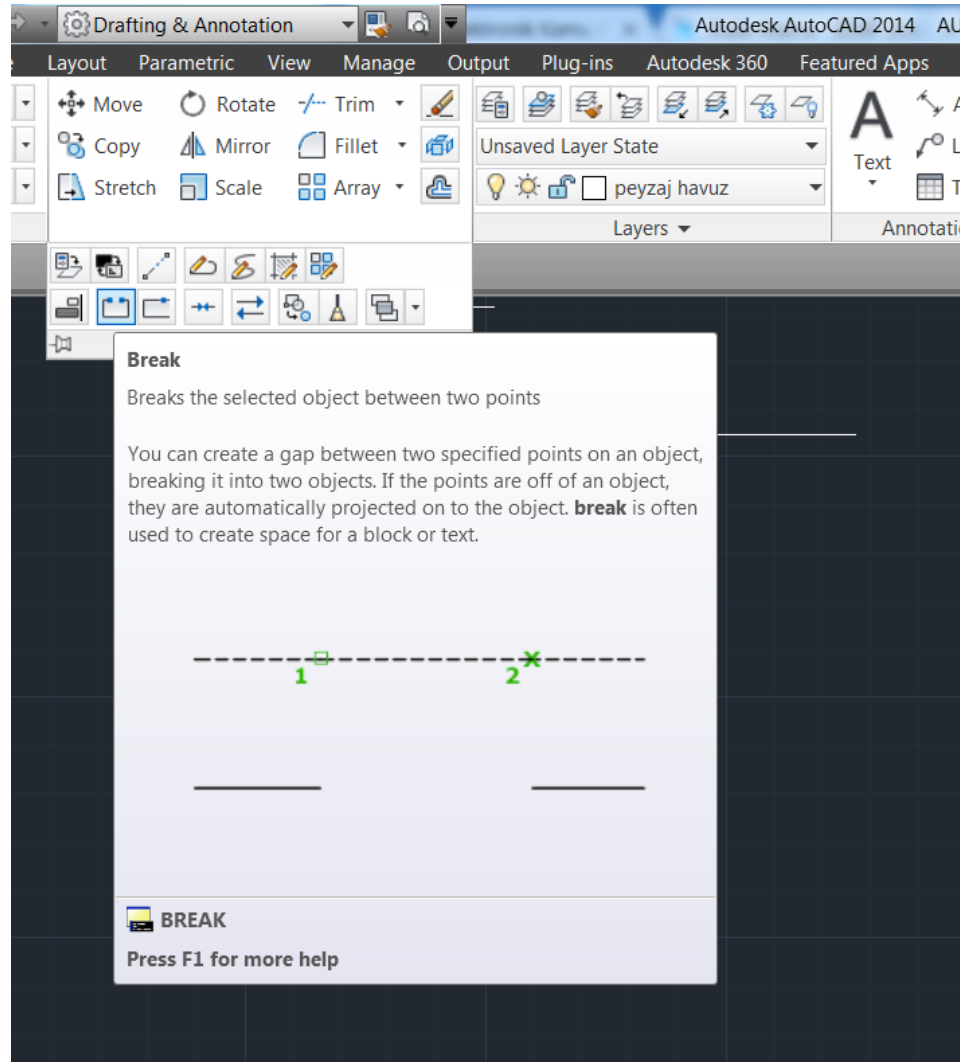 Drafting & Annotation
Autodesk AutoCAD 2014 AU
Layout Parametric View Manage Output Plug-ins Autodesk 360 Featured Apps
Move Rotate Trim
Copy Mirror Fillet Unsaved Layer State
Text
Stretch Scale Array peyzaj havuz
Layers Annotati
Break
Breaks the selected object between two points
You can create a gap between two specified points on an object,
breaking it into two objects. If the points are off of an object,
they are automatically projected on to the object. break is often
used to create space for a block or text.
1 2
BREAK
Press F1 for more help